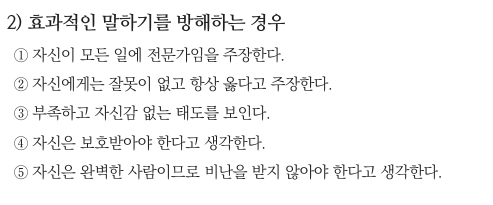 2) 효과적인 말하기를 방해하는 경우
① 자신이 모든 일에 전문가임을 주장한다.
② 자신에게는 잘못이 없고 항상 옳다고 주장한다.
③ 부족하고 자신감 없는 태도를 보인다.
④ 자신은 보호받아야 한다고 생각한다.
⑤ 자신은 완벽한 사람이므로 비난을 받지 않아야 한다고 생각한다.